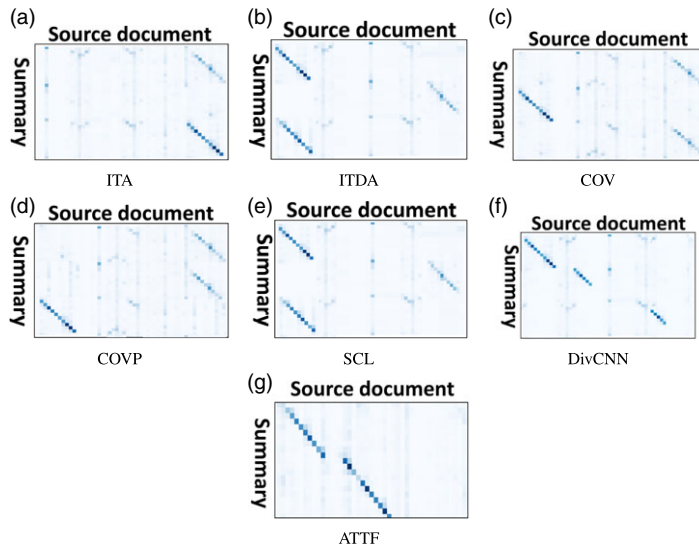 (a)
Source document
Summary
ITA
(b)
Source document
Summary
ITDA
(c)
Source document
Summary
COV
(d)
Source document
Summary
COVP
(e)
Source document
Summary
SCL
(f)
Source document
Summary
DivCNN
(g)
Source document
Summary
ATTF